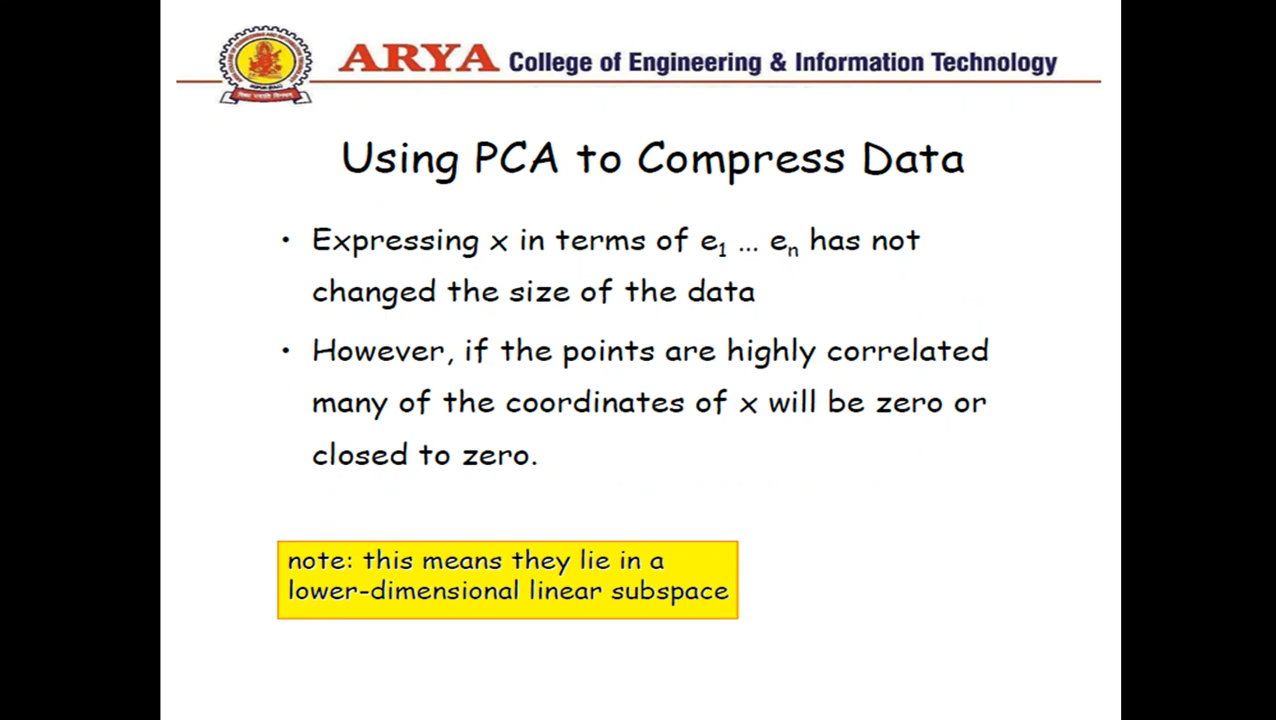 ARYA College of Engineering & Information Technology
Using PCA to Compress Data
• Expressing x in terms of e1 ... en has not
changed the size of the data
• However, if the points are highly correlated
many of the coordinates of x will be zero or
closed to zero.
note: this means they lie in a
lower-dimensional linear subspace